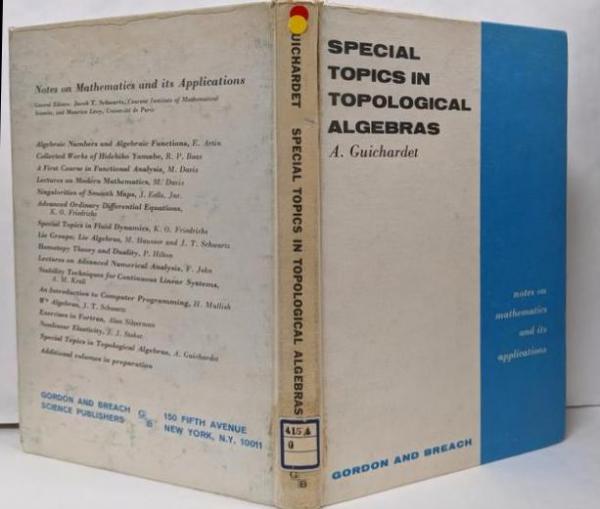 Notes on Mathematics and its Applications
General Editors: Jacob T. Schwartz, Courant Institute of Mathematical
Sciences, and Maurice Lévy, Université de Paris
Algebraic Numbers and Algebraic Functions, E. Artin
Collected Works of Hidehiko Yamabe, R. P. Boas
A First Course in Functional Analysis, M. Davis
Lectures on Modern Mathematics, M. Davis
Singularities of Smooth Maps, J. Eells, Jnr.
Advanced Ordinary Differential Equations,
K. O. Friedrichs
Special Topics in Fluid Dynamics, K. O. Friedrichs
Lie Groups, Lie Algebras, M. Hausner and J. T. Schwartz
Homotopy Theory and Duality, P. Hilton
Lectures on Advanced Numerical Analysis, F. John
Stability Techniques for Continuous Linear Systems,
A. M. Krall
An Introduction to Computer Programming, H. Mullish
W* Algebras, J. T. Schwartz
Exercises in Fortran, Alan Silverman
Nonlinear Elasticity, J. J. Stoker
Special Topics in Topological Algebras, A. Guichardet
Additional volumes in preparation
GORDON AND BREACH
SCIENCE PUBLISHERS
G
B
150 FIFTH AVENUE
NEW YORK, N.Y. 10011
UICHARDET SPECIAL TOPICS IN TOPOLOGICAL ALGEBRAS
415.4
G
B
SPECIAL
TOPICS IN
TOPOLOGICAL
ALGEBRAS
A. Guichardet
notes on
mathematics
and its
applications
GORDON AND BREACH